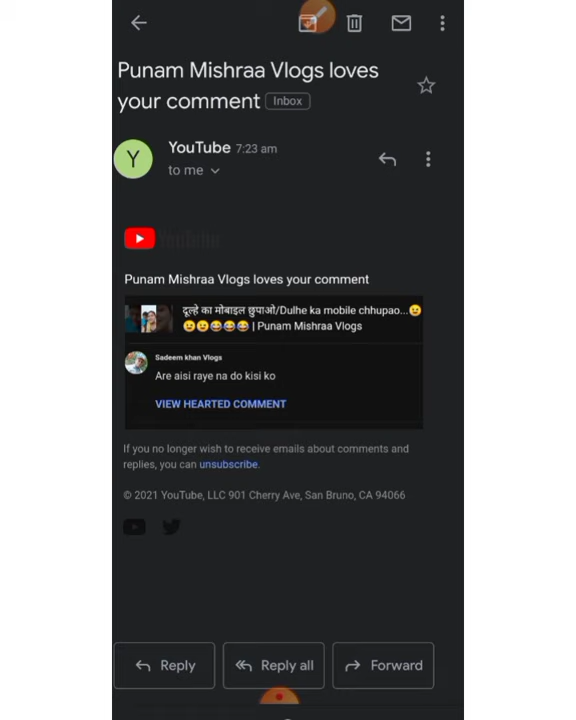 Punam Mishraa Vlogs loves
your comment Inbox
Y
YouTube 7:23 am
to me
YouTube
Punam Mishraa Vlogs loves your comment
दूल्हे का मोबाइल छुपाओ/Dulhe ka mobile chhupao...😉
😉😉😂😂😂 | Punam Mishraa Vlogs
Sadeem khan Vlogs
Are aisi raye na do kisi ko
VIEW HEARTED COMMENT
If you no longer wish to receive emails about comments and
replies, you can unsubscribe.
© 2021 YouTube, LLC 901 Cherry Ave, San Bruno, CA 94066
Reply Reply all Forward